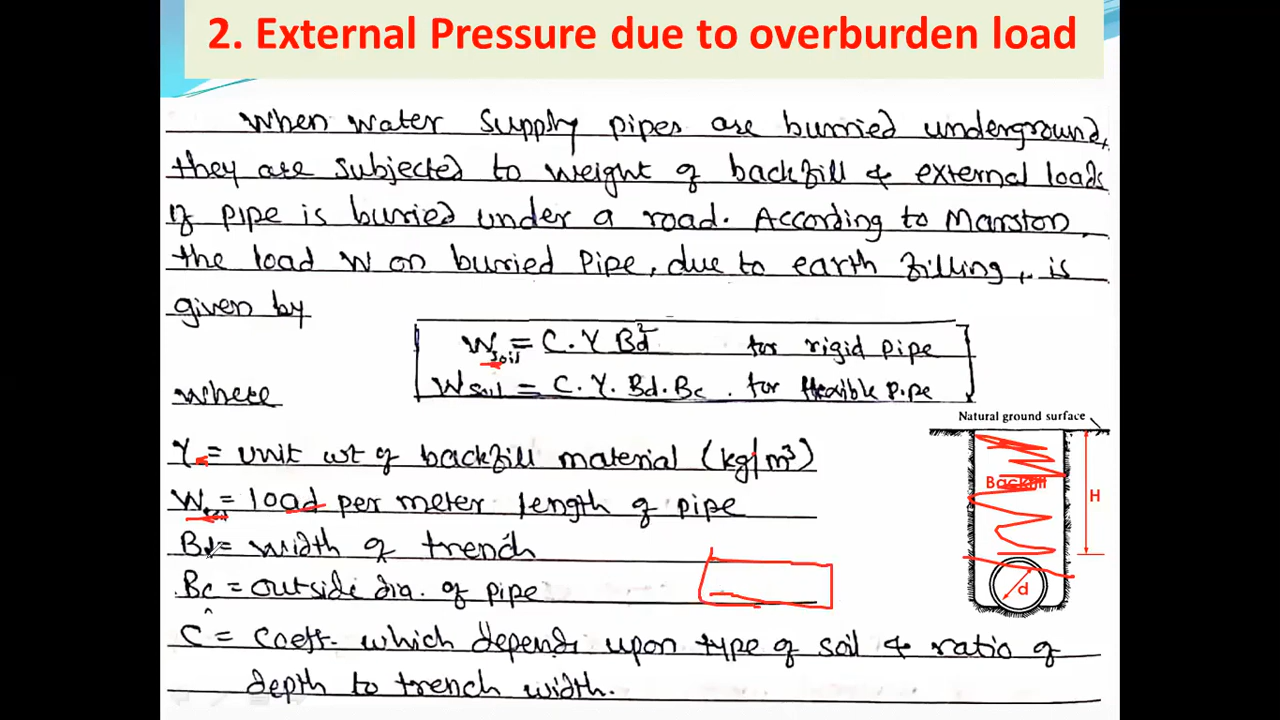 2. External Pressure due to overburden load
When water supply pipes are burried underground,
they are subjected to weight of backfill & external loads
if pipe is buried under a road. According to Marston,
the load W on burried Pipe, due to earth filling, is
given by
Wsoil = C. γ Bd² for rigid pipe
Wsoil = C. γ. Bd. Bc. for flexible pipe
where
Natural ground surface
γ = unit wt of backfill material (kg/m³)
Backfill
H
Wsoil = load per meter length of pipe
Bd = width of trench
Bc = outside dia. of pipe
d
C = Coeff. which depends upon type of soil & ratio of
depth to trench width.